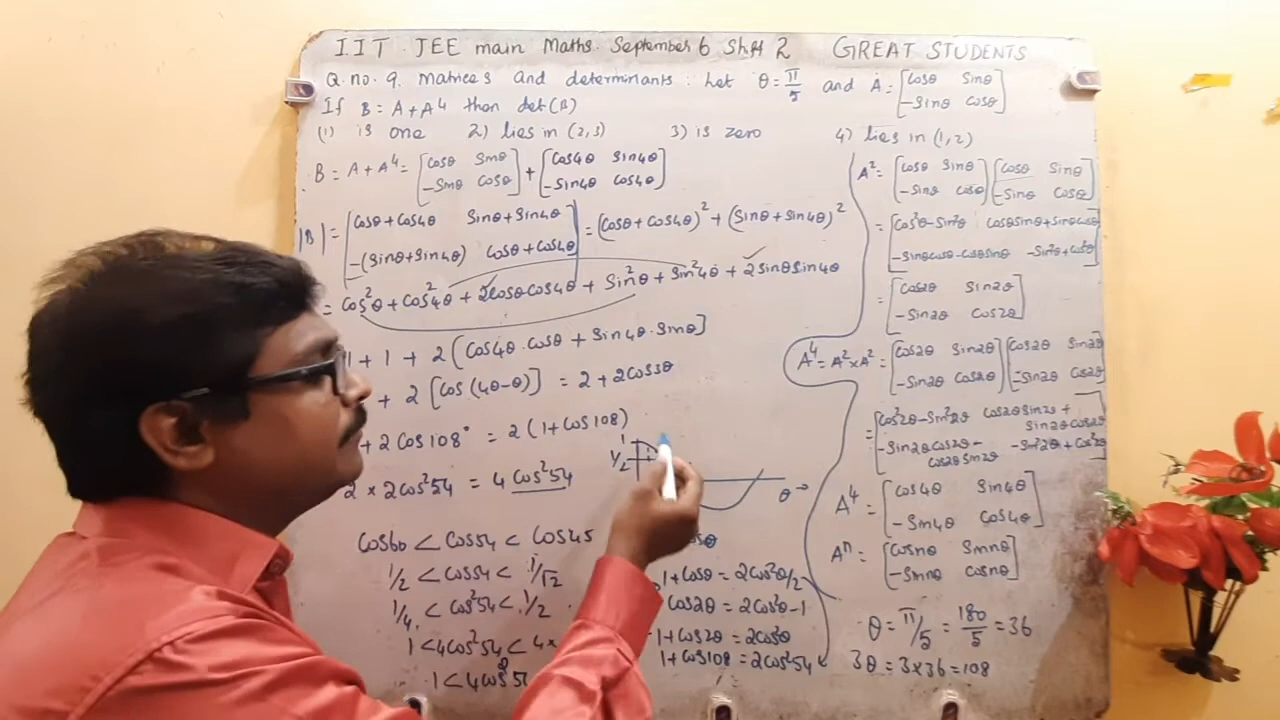 IIT JEE main Maths. September 6 Shift 2 GREAT STUDENTS
Q.no.9. Matrices and determinants: Let θ = π/5 and A = [cosθ sinθ; -sinθ cosθ]
If B = A + A⁴ then det(B)
(1) is one 2) lies in (2,3) 3) is zero 4) lies in (1,2)
B = A + A⁴ = [cosθ sinθ; -sinθ cosθ] + [cos4θ sin4θ; -sin4θ cos4θ]
|B| = |cosθ+cos4θ sinθ+sin4θ; -(sinθ+sin4θ) cosθ+cos4θ| = (cosθ+cos4θ)² + (sinθ+sin4θ)²
= cos²θ + cos²4θ + 2cosθcos4θ + sin²θ + sin²4θ + 2sinθsin4θ
1 + 1 + 2[cos4θ.cosθ + sin4θ.sinθ]
+ 2[cos(4θ-θ)] = 2+2cos3θ
+ 2cos108° = 2(1+cos108)
2 × 2cos²54 = 4cos²54
cos60 < cos54 < cos45
1/2 < cos54 < 1/√2
1/4 < cos²54 < 1/2
1 < 4cos²54 < 4×
1 < 4cos²5
1
1/2
θ →
1+cosθ = 2cos²θ/2
cos2θ = 2cos²θ-1
1+cos2θ = 2cos²θ
1+cos108 = 2cos²54
A² = [cosθ sinθ; -sinθ cosθ][cosθ sinθ; -sinθ cosθ]
= [cos²θ-sin²θ cosθsinθ+sinθcosθ; -sinθcosθ-cosθsinθ -sin²θ+cos²θ]
= [cos2θ sin2θ; -sin2θ cos2θ]
A⁴ = A²×A² = [cos2θ sin2θ; -sin2θ cos2θ][cos2θ sin2θ; -sin2θ cos2θ]
= [cos²2θ-sin²2θ cos2θsin2θ+sin2θcos2θ; -sin2θcos2θ-cos2θsin2θ -sin²2θ+cos²2θ]
A⁴ = [cos4θ sin4θ; -sin4θ cos4θ]
Aⁿ = [cosnθ sinnθ; -sinnθ cosnθ]
θ = π/5 = 180/5 = 36
3θ = 3×36 = 108